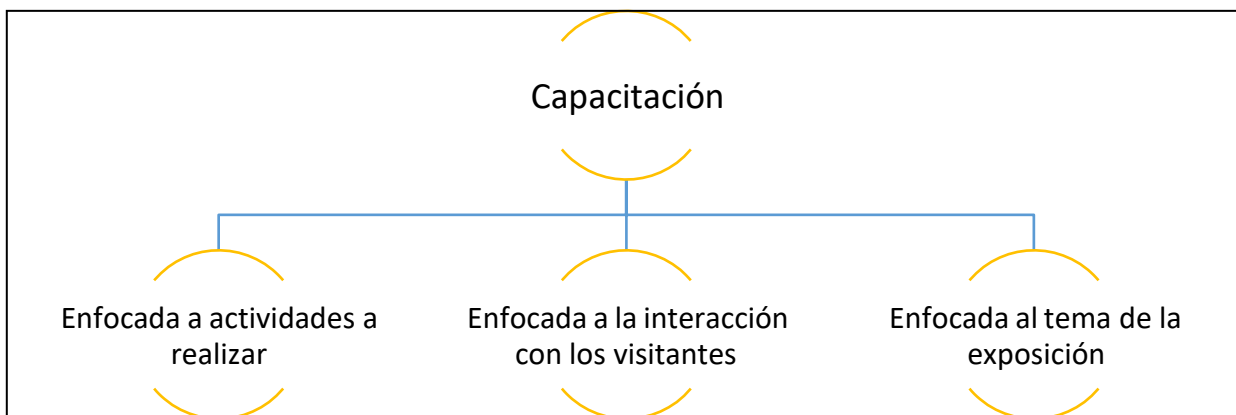 Capacitación
Enfocada a actividades a
realizar
Enfocada a la interacción
con los visitantes
Enfocada al tema de la
exposición